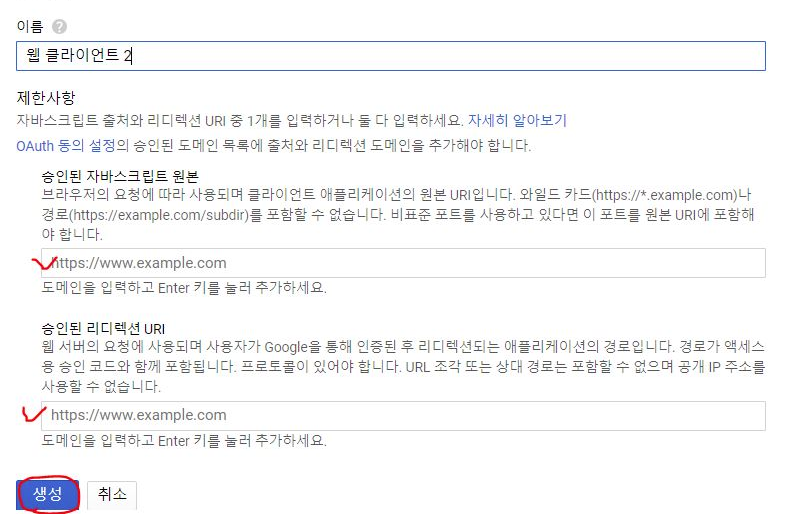 이름 ?
웹 클라이언트 2
제한사항
자바스크립트 출처와 리디렉션 URI 중 1개를 입력하거나 둘 다 입력하세요. 자세히 알아보기
OAuth 동의 설정의 승인된 도메인 목록에 출처와 리디렉션 도메인을 추가해야 합니다.
승인된 자바스크립트 원본
브라우저의 요청에 따라 사용되며 클라이언트 애플리케이션의 원본 URI입니다. 와일드 카드(https://*.example.com)나
경로(https://example.com/subdir)를 포함할 수 없습니다. 비표준 포트를 사용하고 있다면 이 포트를 원본 URI에 포함해
야 합니다.
https://www.example.com
도메인을 입력하고 Enter 키를 눌러 추가하세요.
승인된 리디렉션 URI
웹 서버의 요청에 사용되며 사용자가 Google을 통해 인증된 후 리디렉션되는 애플리케이션의 경로입니다. 경로가 액세스
용 승인 코드와 함께 포함됩니다. 프로토콜이 있어야 합니다. URL 조각 또는 상대 경로는 포함할 수 없으며 공개 IP 주소를
사용할 수 없습니다.
https://www.example.com
도메인을 입력하고 Enter 키를 눌러 추가하세요.
생성 취소